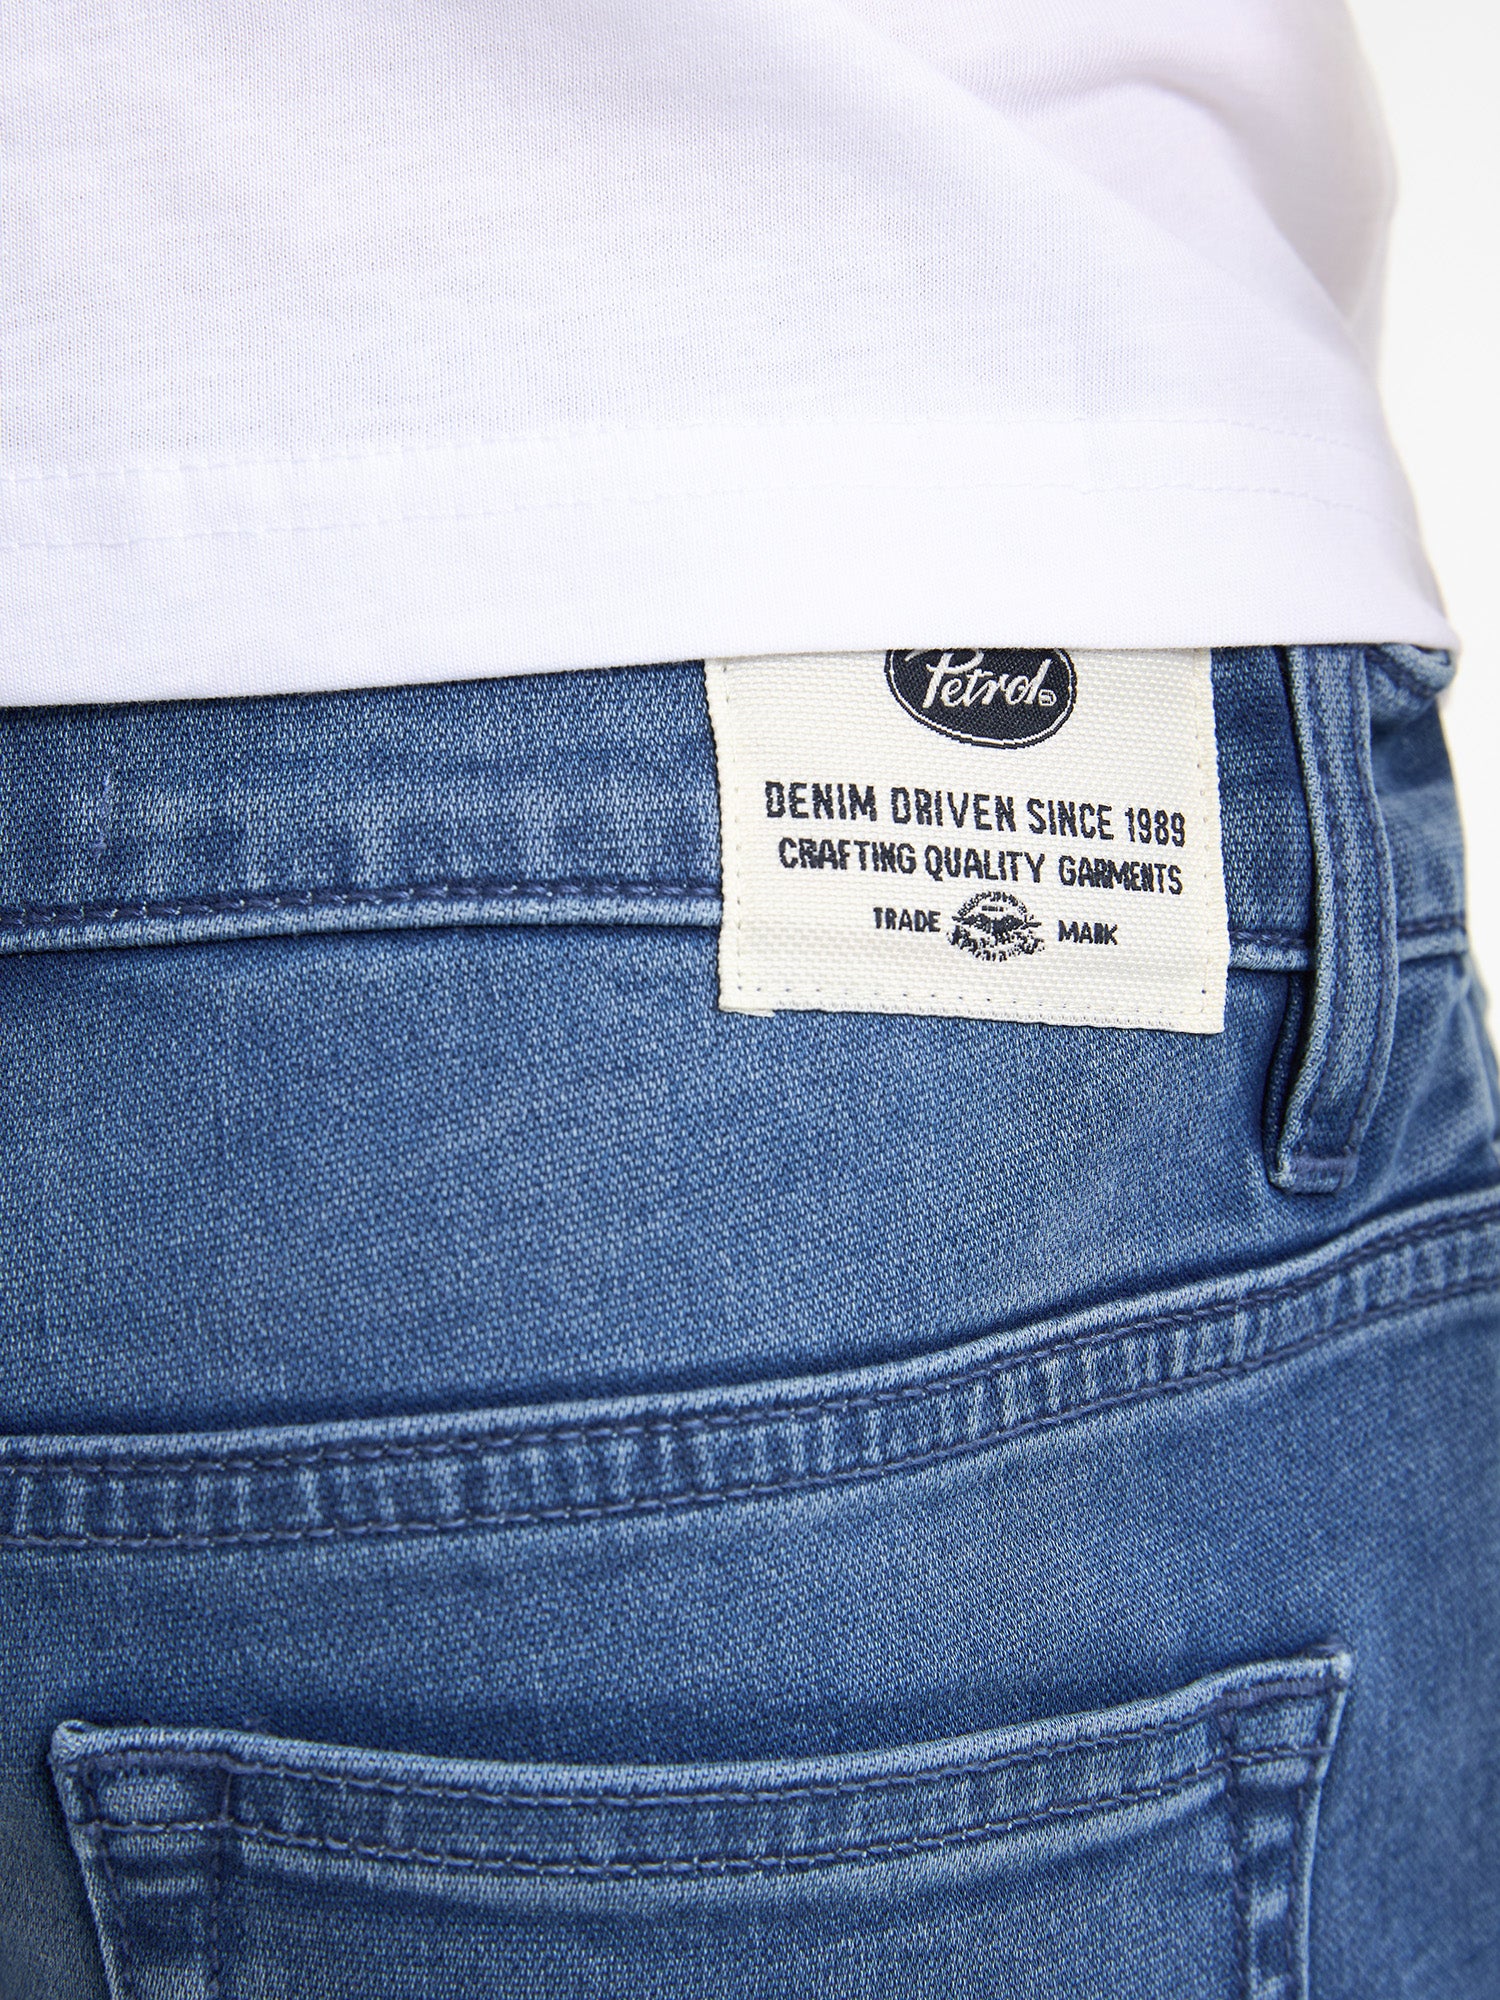 Petrol
DENIM DRIVEN SINCE 1989
CRAFTING QUALITY GARMENTS
TRADE MARK